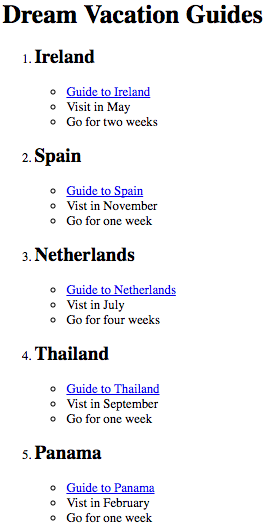 Dream Vacation Guides
1. Ireland
Guide to Ireland
Visit in May
Go for two weeks
2. Spain
Guide to Spain
Vist in November
Go for one week
3. Netherlands
Guide to Netherlands
Vist in July
Go for four weeks
4. Thailand
Guide to Thailand
Vist in September
Go for one week
5. Panama
Guide to Panama
Vist in February
Go for one week